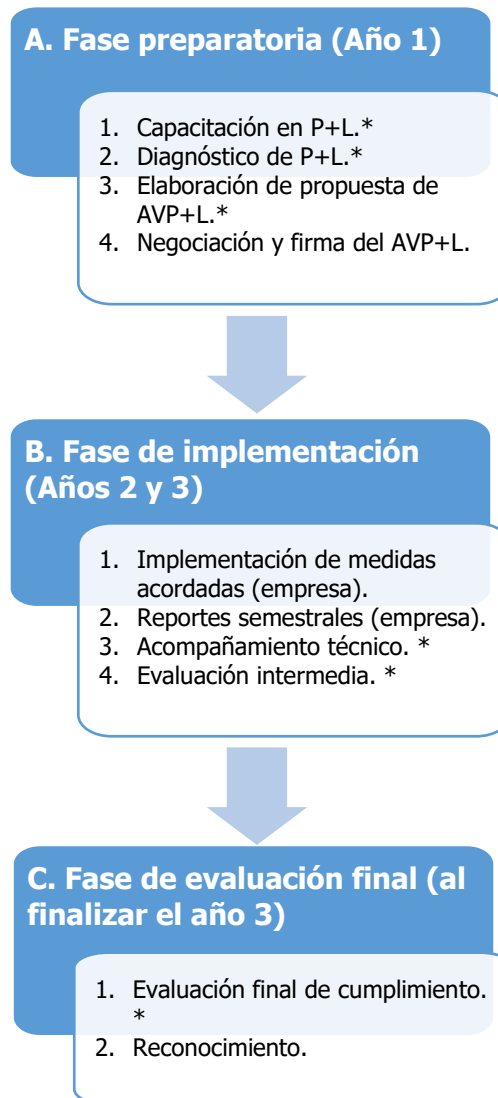 A. Fase preparatoria (Año 1)
1. Capacitación en P+L.*
2. Diagnóstico de P+L.*
3. Elaboración de propuesta de
AVP+L.*
4. Negociación y firma del AVP+L.
B. Fase de implementación
(Años 2 y 3)
1. Implementación de medidas
acordadas (empresa).
2. Reportes semestrales (empresa).
3. Acompañamiento técnico. *
4. Evaluación intermedia. *
C. Fase de evaluación final (al
finalizar el año 3)
1. Evaluación final de cumplimiento.
*
2. Reconocimiento.